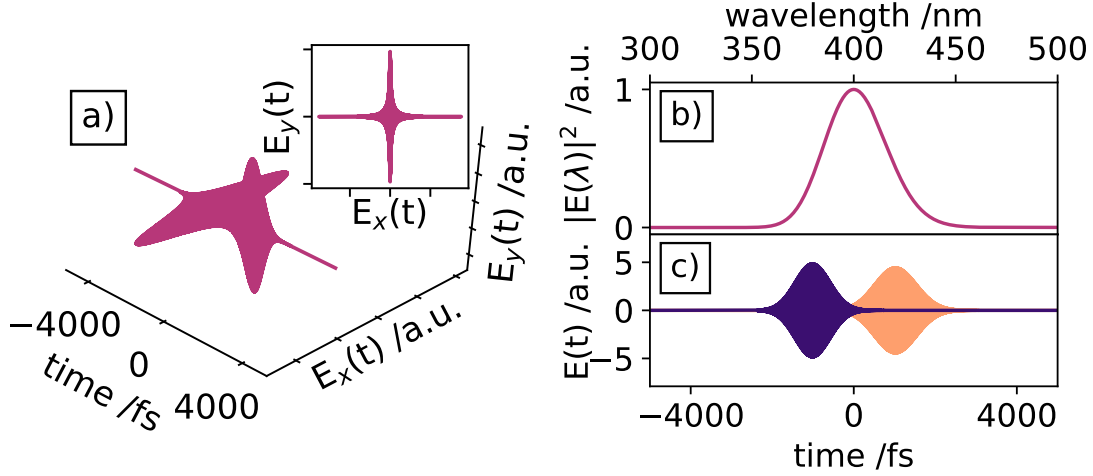 a)
E_y(t)
E_x(t)
E_y(t) /a.u.
E_x(t) /a.u.
−4000
0
4000
time /fs
wavelength /nm
300 350 400 450 500
|E(λ)|² /a.u.
1
0
b)
E(t) /a.u.
5
0
−5
c)
−4000 0 4000
time /fs